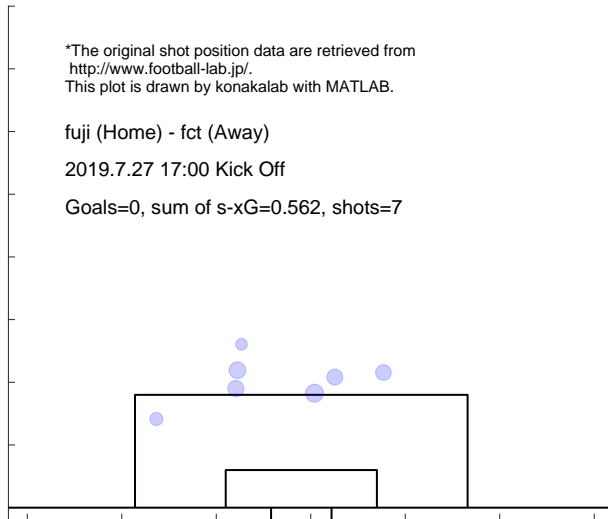 *The original shot position data are retrieved from
http://www.football-lab.jp/.
This plot is drawn by konakalab with MATLAB.
fuji (Home) - fct (Away)
2019.7.27 17:00 Kick Off
Goals=0, sum of s-xG=0.562, shots=7